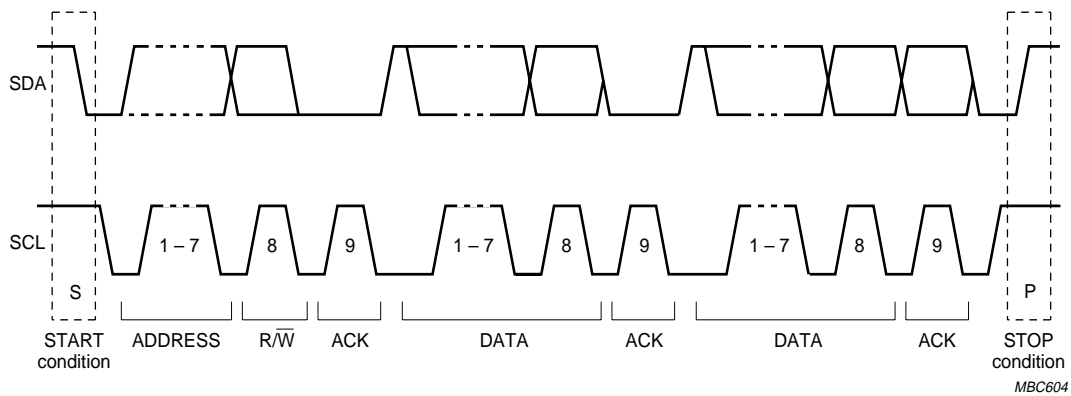 SDA
SCL
1 – 7
8
9
1 – 7
8
9
1 – 7
8
9
S
P
START
condition
ADDRESS
R/W̅
ACK
DATA
ACK
DATA
ACK
STOP
condition
MBC604